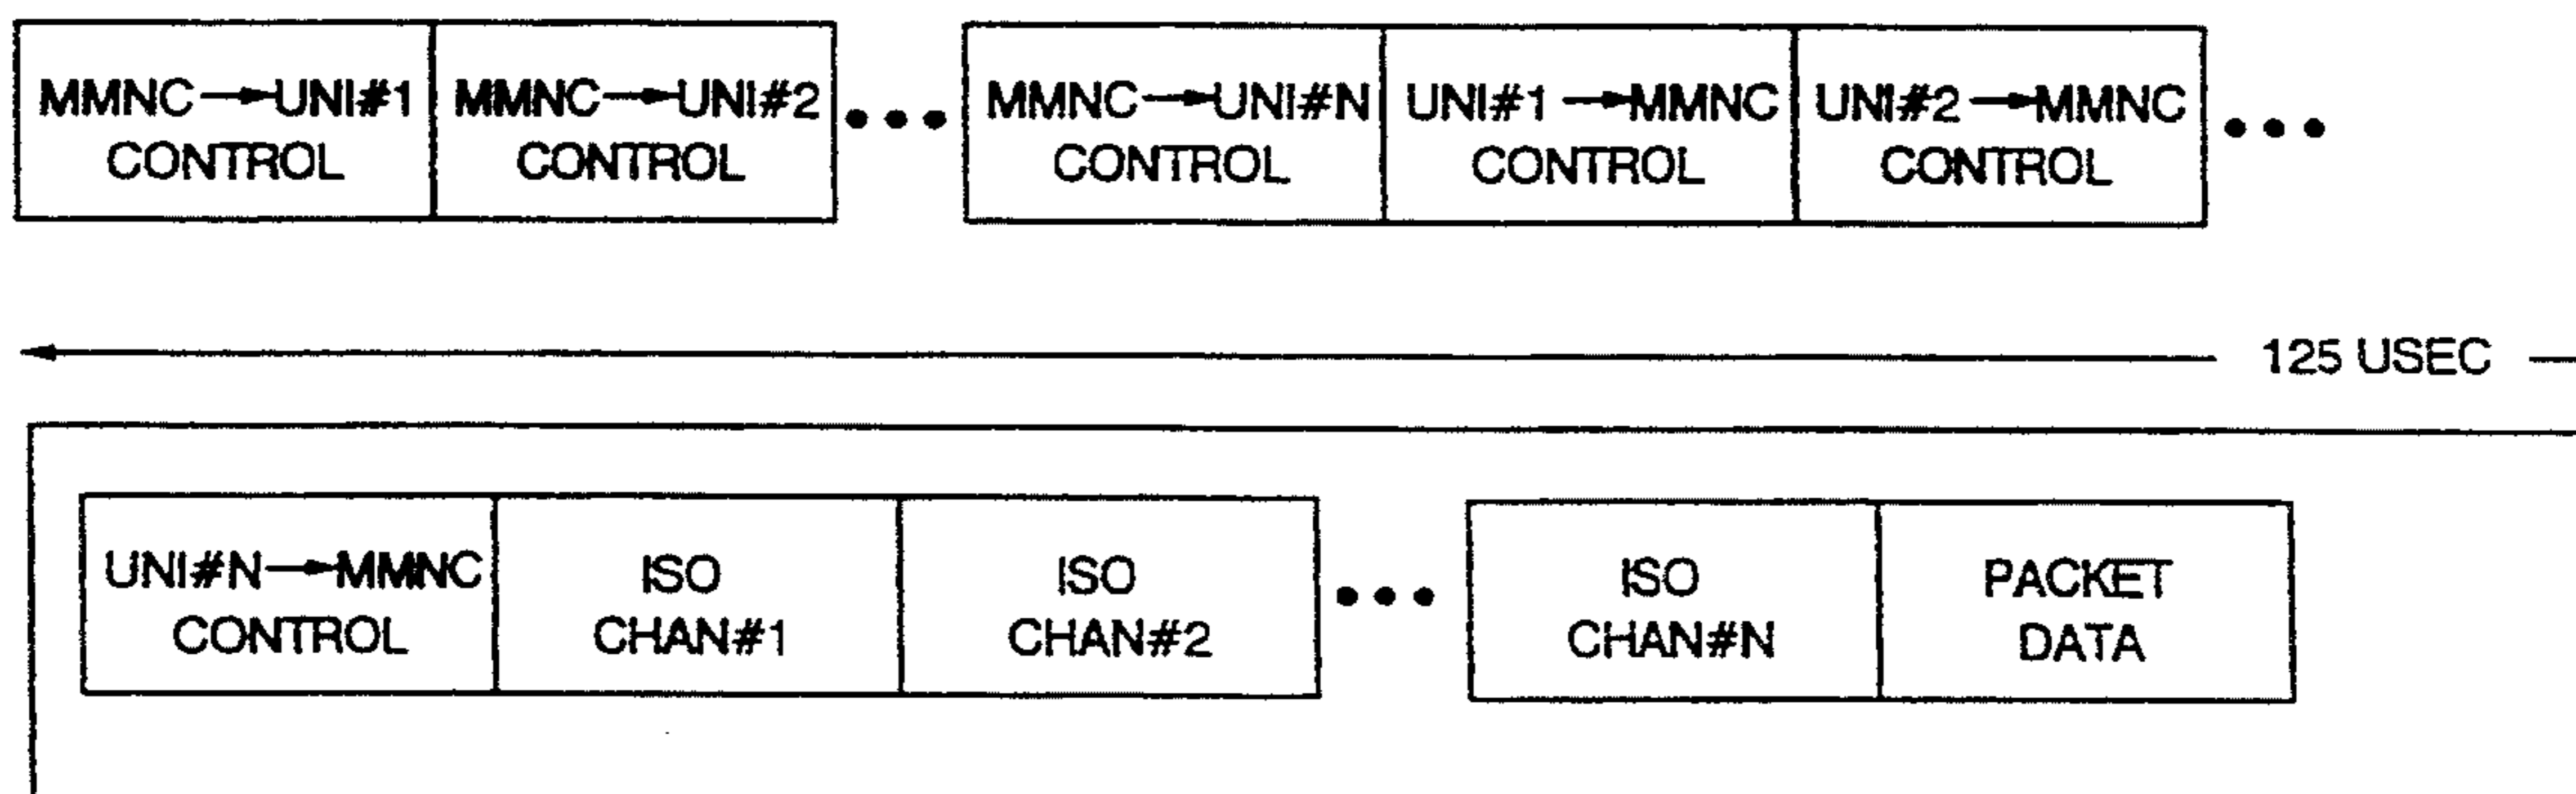 MMNC→UNI#1 CONTROL
MMNC→UNI#2 CONTROL
•••
MMNC→UNI#N CONTROL
UNI#1→MMNC CONTROL
UNI#2→MMNC CONTROL
•••
125 USEC
UNI#N→MMNC CONTROL
ISO CHAN#1
ISO CHAN#2
•••
ISO CHAN#N
PACKET DATA